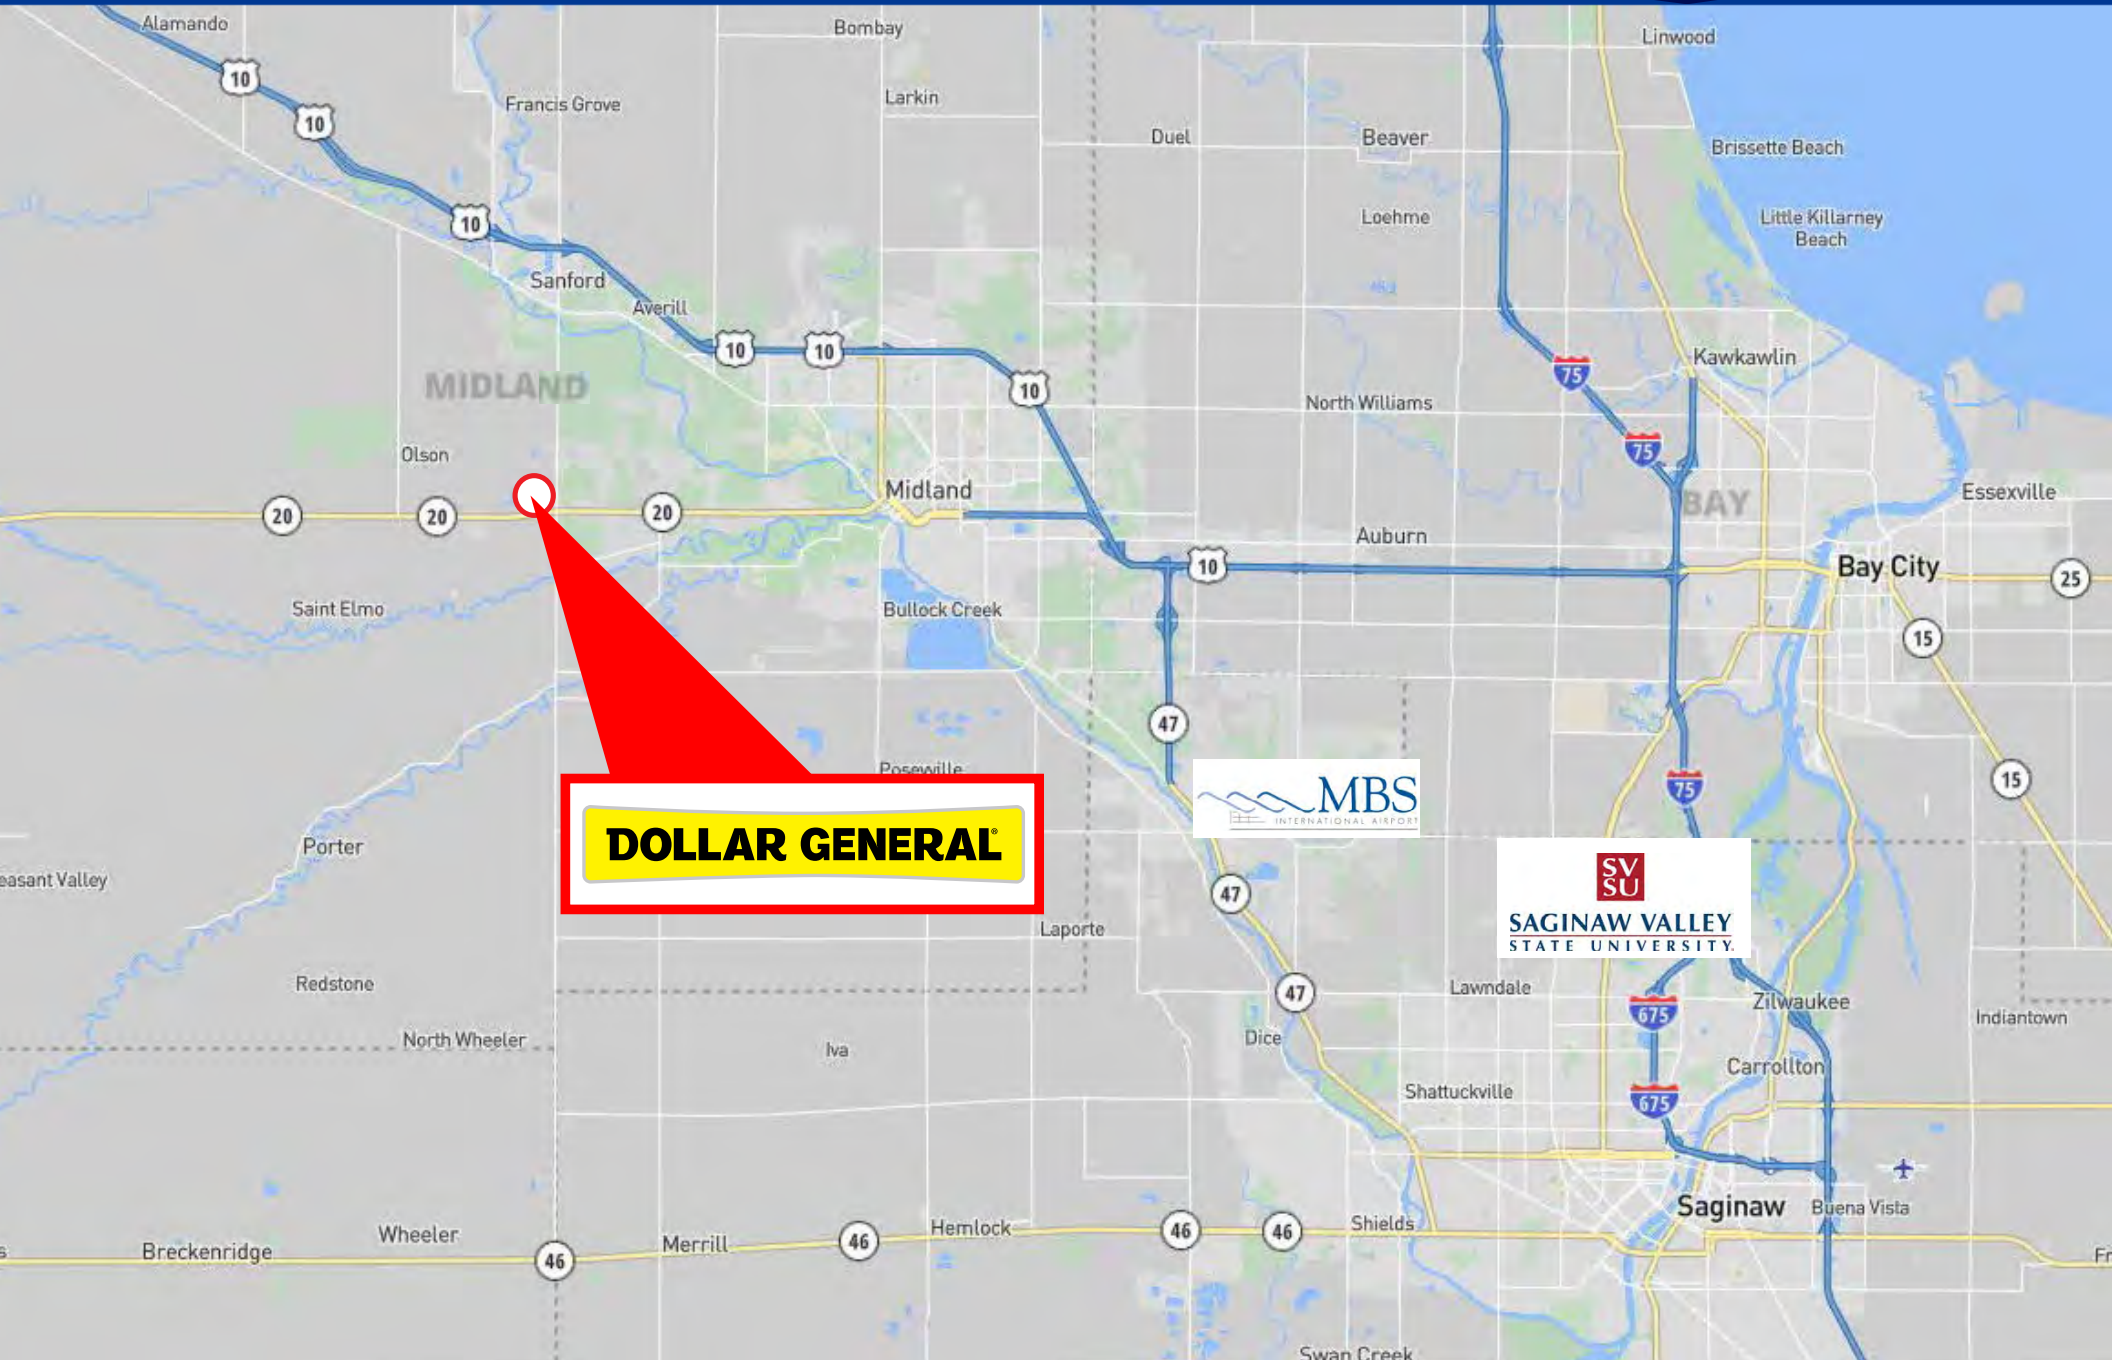 Alamando
Bombay
Linwood
10
Larkin
Francis Grove
10
Duel
Beaver
Brissette Beach
10
Loehme
Little Killarney
Beach
Sanford
Averill
10
10
Kawkawlin
75
MIDLAND
10
North Williams
Olson
75
Midland
BAY
Essexville
20
20
20
Auburn
10
Bay City
25
Saint Elmo
Bullock Creek
15
47
Poseyville
75
15
MBS
INTERNATIONAL AIRPORT
DOLLAR GENERAL®
Porter
easant Valley
SV
SU
SAGINAW VALLEY
STATE UNIVERSITY.
47
Laporte
Redstone
47
Lawndale
675
Zilwaukee
Indiantown
North Wheeler
Iva
Dice
Carrollton
Shattuckville
675
Saginaw
Buena Vista
Wheeler
Breckenridge
46
Merrill
46
Hemlock
46
46
Shields
s
Fr
Swan Creek